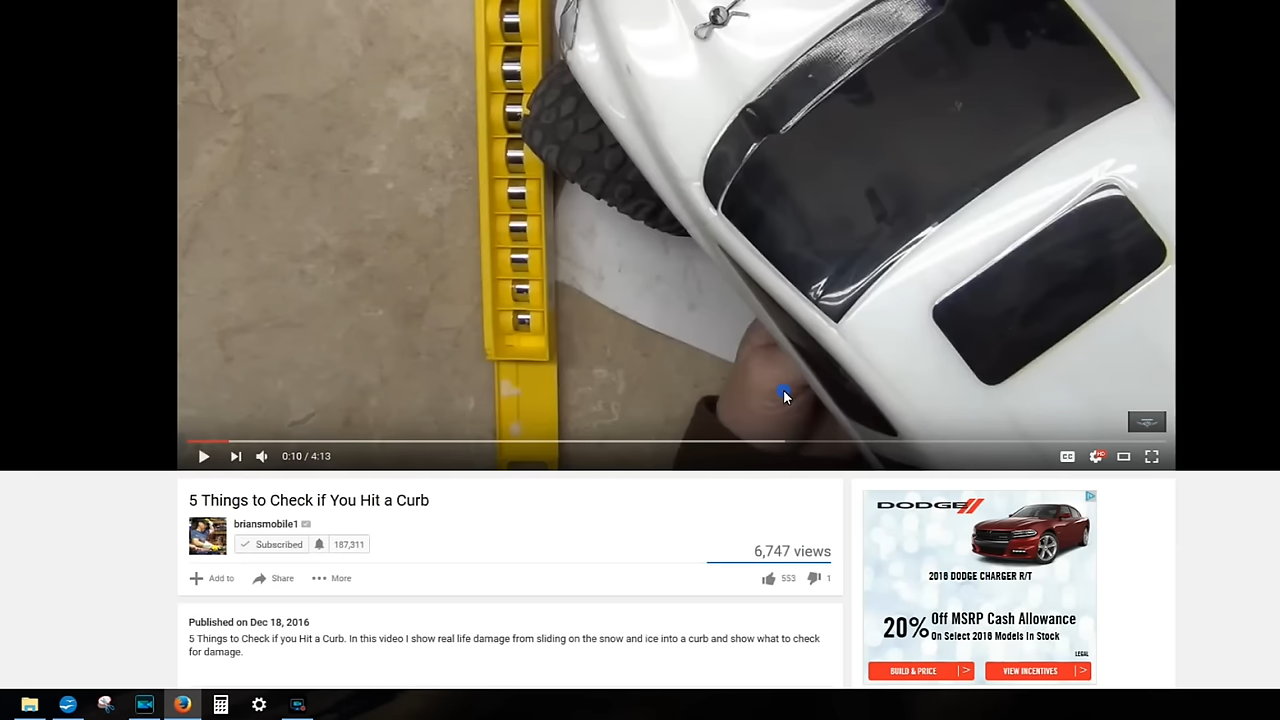 0:10 / 4:13
CC
HD
5 Things to Check if You Hit a Curb
briansmobile1
Subscribed 187,311
6,747 views
Add to Share More
553 1
Published on Dec 18, 2016
5 Things to Check if you Hit a Curb. In this video I show real life damage from sliding on the snow and ice into a curb and show what to check
for damage.
DODGE
2016 DODGE CHARGER R/T
20% Off MSRP Cash Allowance
On Select 2016 Models In Stock
LEGAL
BUILD & PRICE > VIEW INCENTIVES >